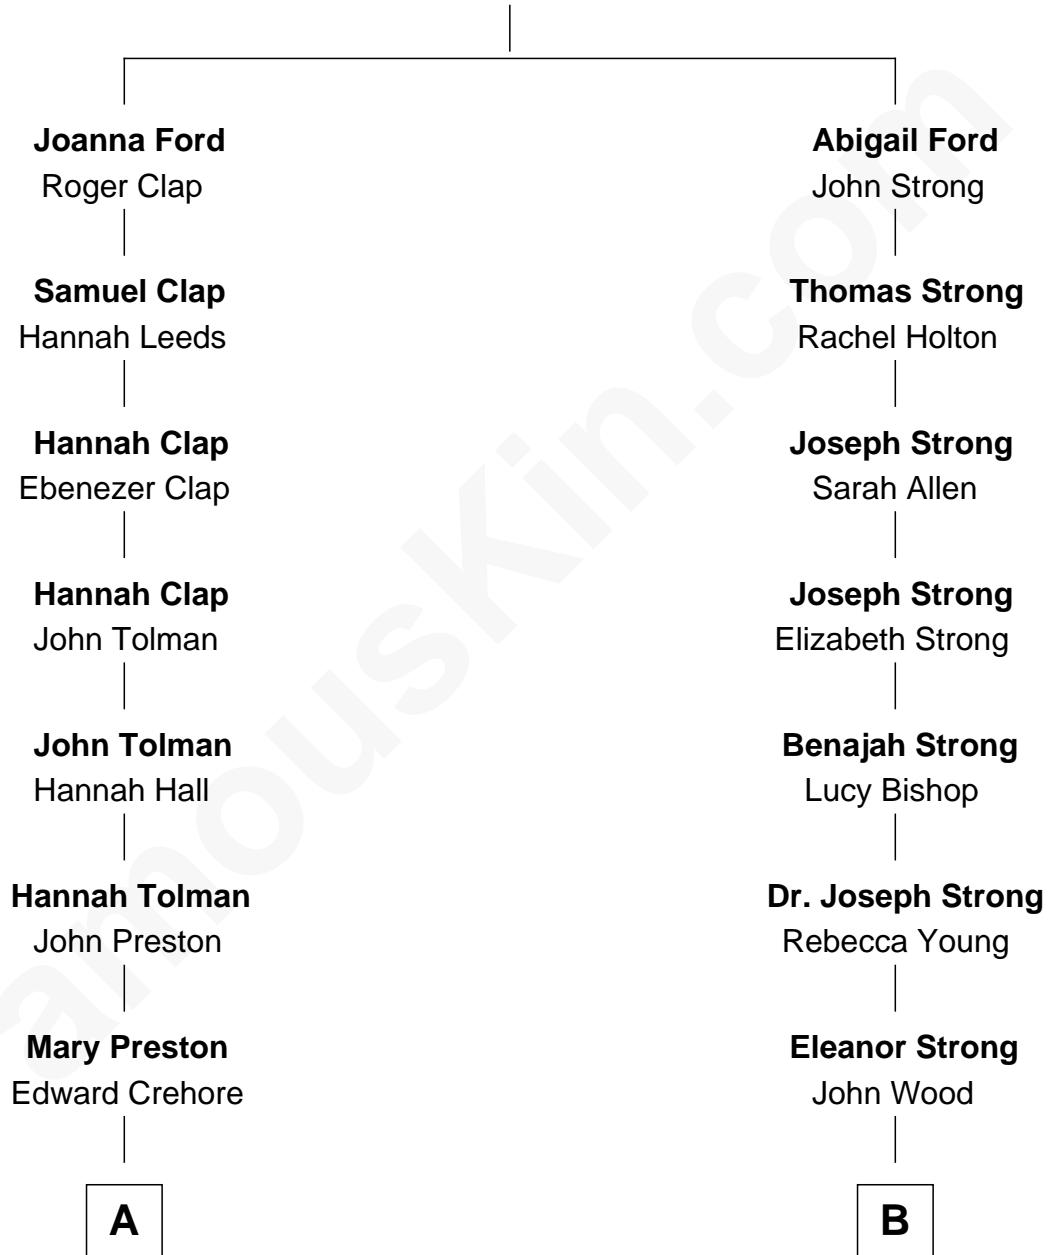 Joanna Ford
Roger Clap
Samuel Clap
Hannah Leeds
Hannah Clap
Ebenezer Clap
Hannah Clap
John Tolman
John Tolman
Hannah Hall
Hannah Tolman
John Preston
Mary Preston
Edward Crehore
A
Abigail Ford
John Strong
Thomas Strong
Rachel Holton
Joseph Strong
Sarah Allen
Joseph Strong
Elizabeth Strong
Benajah Strong
Lucy Bishop
Dr. Joseph Strong
Rebecca Young
Eleanor Strong
John Wood
B
amouskin.com